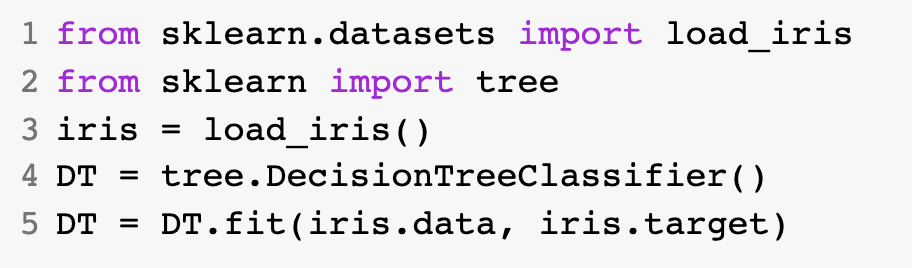 1 from sklearn.datasets import load_iris
2 from sklearn import tree
3 iris = load_iris()
4 DT = tree.DecisionTreeClassifier()
5 DT = DT.fit(iris.data, iris.target)